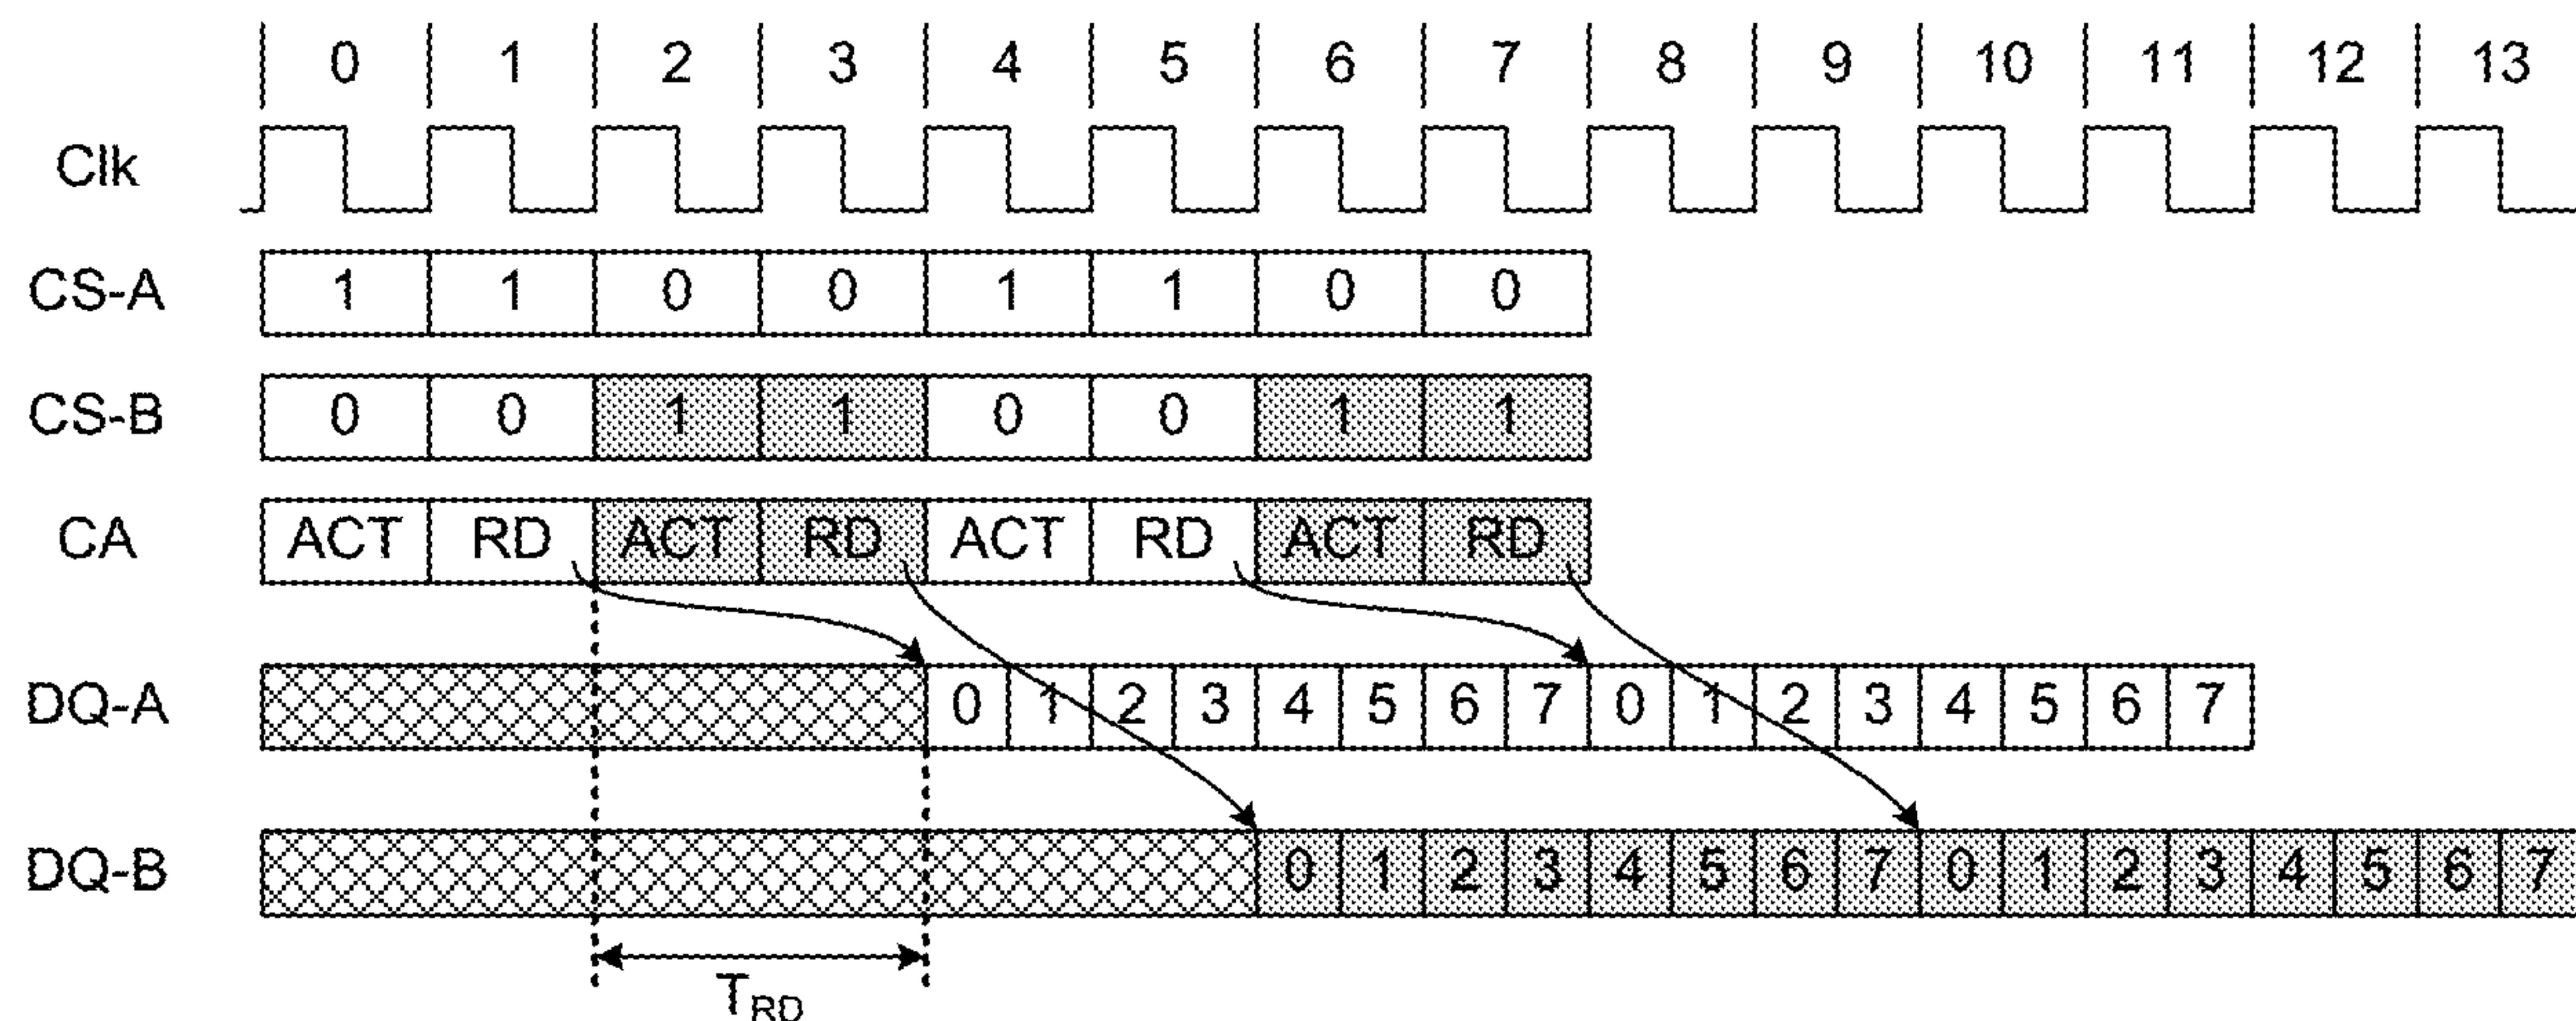 0 1 2 3 4 5 6 7 8 9 10 11 12 13
Clk
CS-A 1 1 0 0 1 1 0 0
CS-B 0 0 1 1 0 0 1 1
CA ACT RD ACT RD ACT RD ACT RD
DQ-A 0 1 2 3 4 5 6 7 0 1 2 3 4 5 6 7
DQ-B 0 1 2 3 4 5 6 7 0 1 2 3 4 5 6 7
TRD